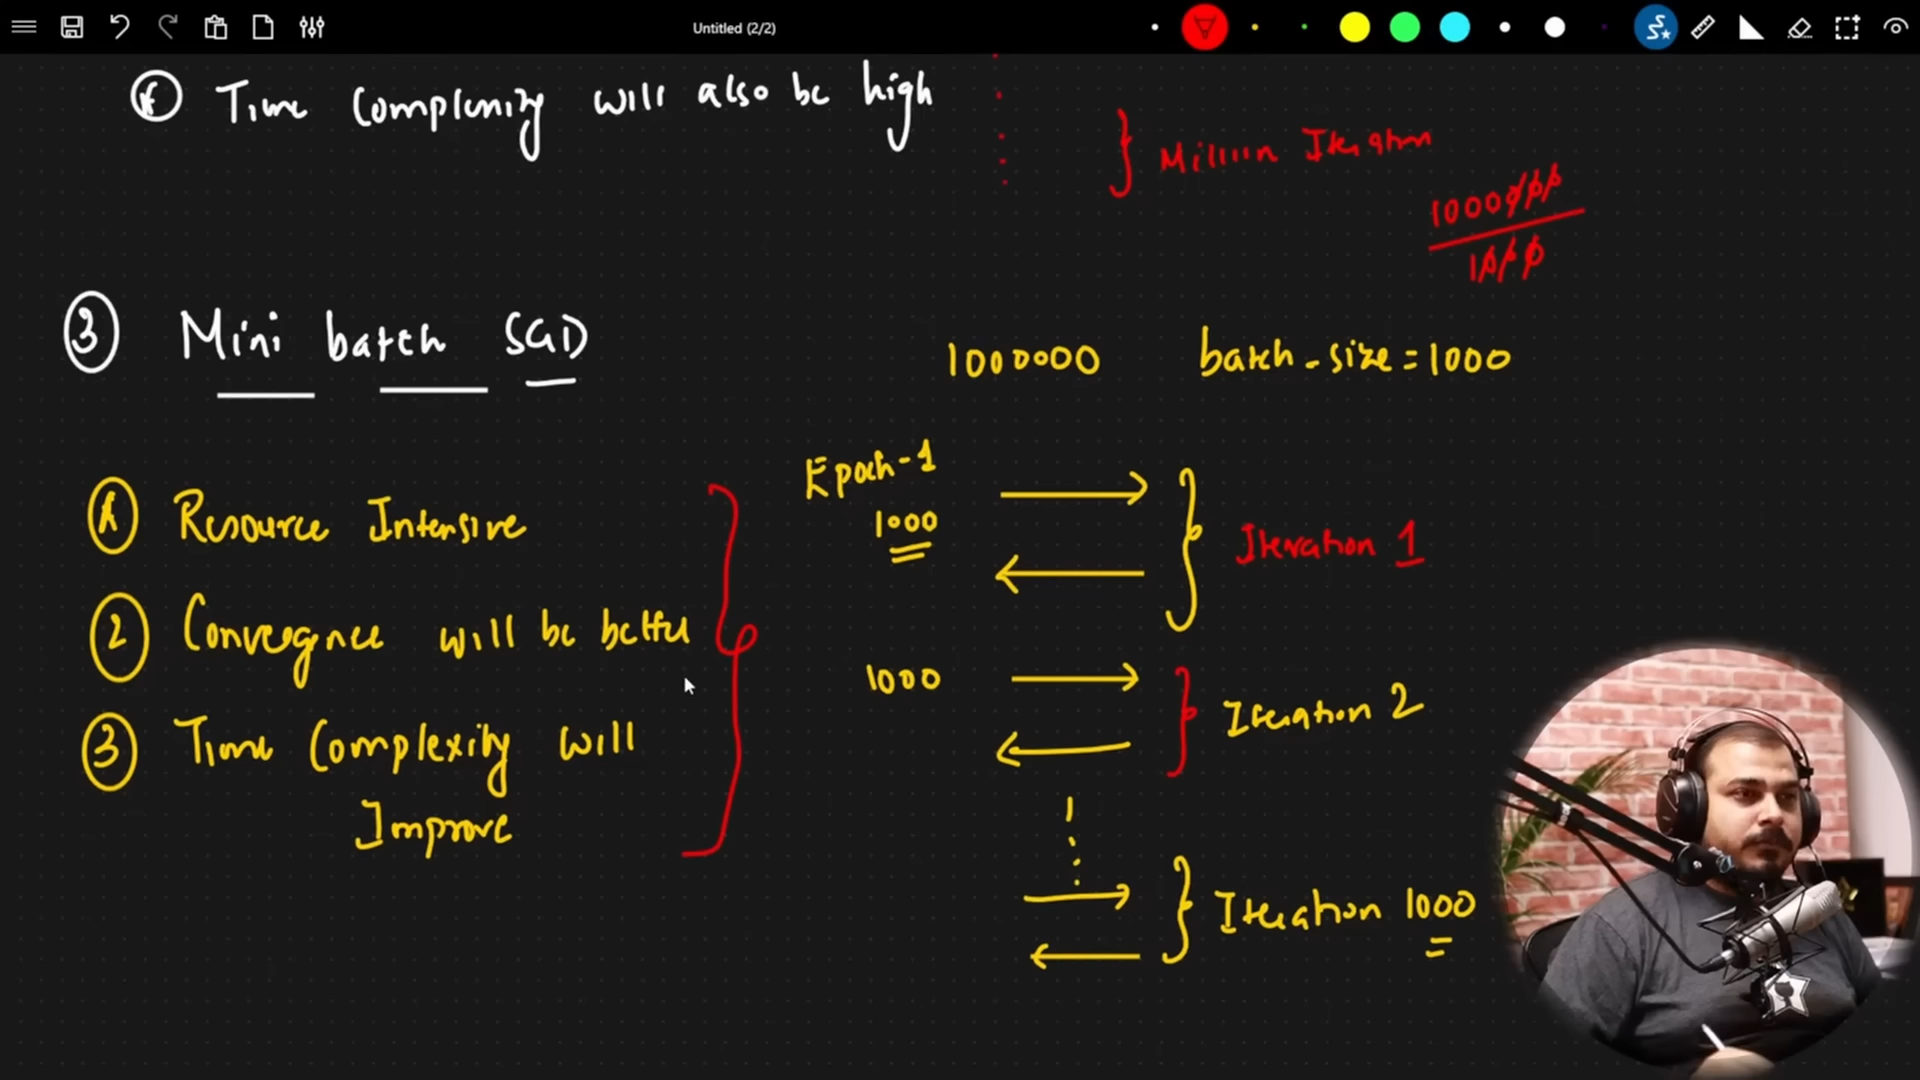 Untitled (2/2)
Time Complexity will also be high
Million Iteration
1000000
1000
③ Mini batch SGD
1000000 batch-size = 1000
Epoch-1
① Resource Intensive
1000
Iteration 1
② Convergence will be better
1000
Iteration 2
③ Time Complexity will
Improve
Iteration 1000